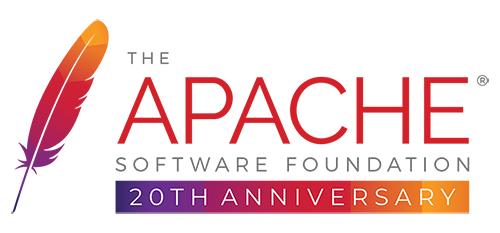 THE
APACHE®
SOFTWARE FOUNDATION
20TH ANNIVERSARY